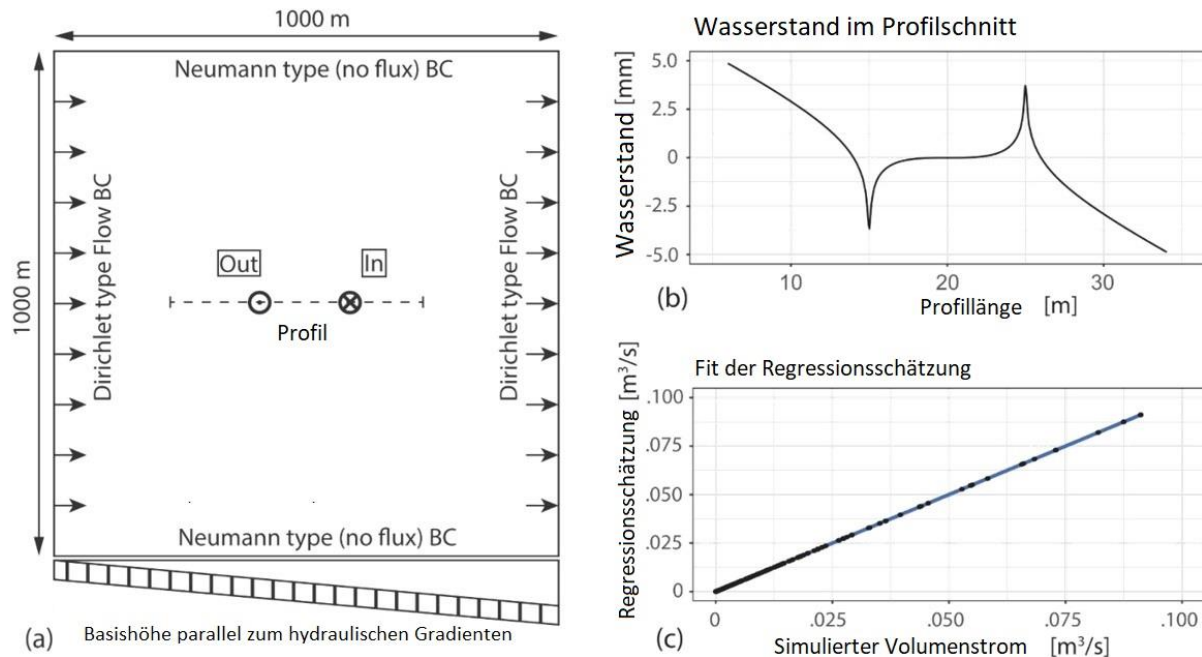 1000 m
1000 m
Neumann type (no flux) BC
Dirichlet type Flow BC
Dirichlet type Flow BC
Out
In
Profil
Neumann type (no flux) BC
(a)
Basishöhe parallel zum hydraulischen Gradienten
Wasserstand im Profilschnitt
Wasserstand [mm]
5.0
2.5
0
-2.5
-5.0
10
20
30
(b)
Profillänge [m]
Fit der Regressionsschätzung
Regressionsschätzung [m³/s]
.100
.075
.050
.025
0
0
.025
.050
.075
.100
(c)
Simulierter Volumenstrom [m³/s]